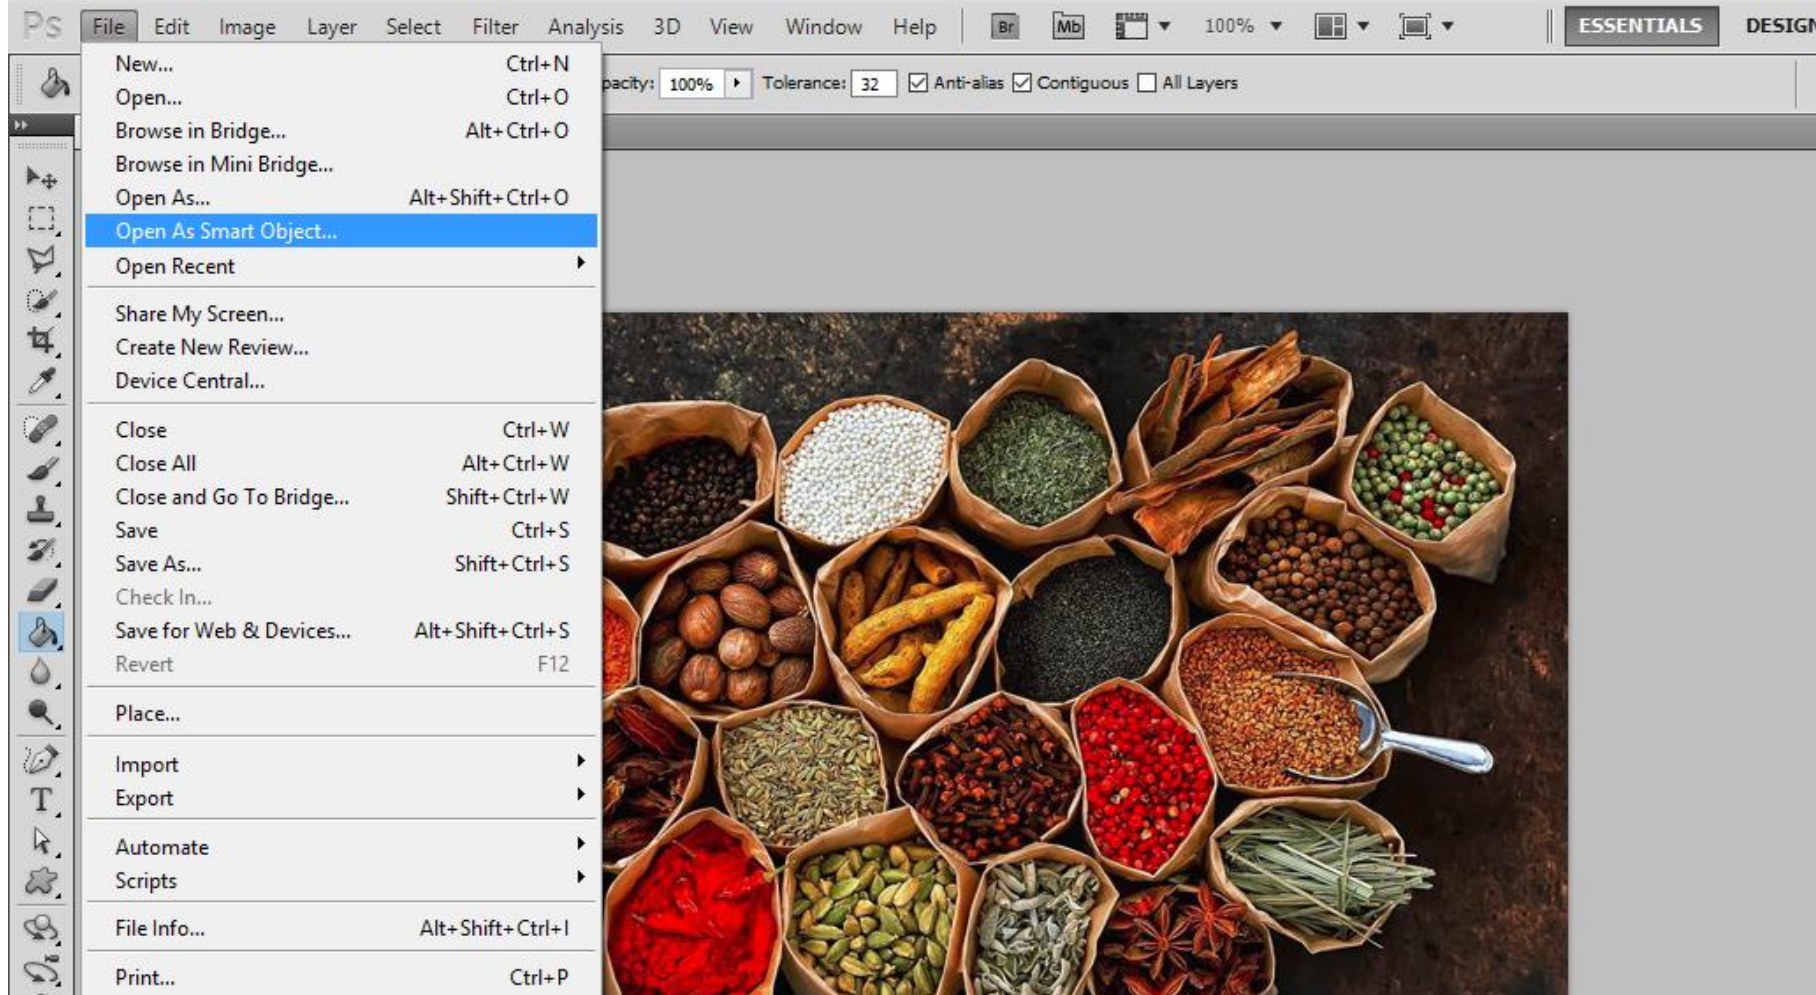 Ps File Edit Image Layer Select Filter Analysis 3D View Window Help Br Mb 100% ESSENTIALS DESIGN
pacity: 100% Tolerance: 32 Anti-alias Contiguous All Layers
New... Ctrl+N
Open... Ctrl+O
Browse in Bridge... Alt+Ctrl+O
Browse in Mini Bridge...
Open As... Alt+Shift+Ctrl+O
Open As Smart Object...
Open Recent
Share My Screen...
Create New Review...
Device Central...
Close Ctrl+W
Close All Alt+Ctrl+W
Close and Go To Bridge... Shift+Ctrl+W
Save Ctrl+S
Save As... Shift+Ctrl+S
Check In...
Save for Web & Devices... Alt+Shift+Ctrl+S
Revert F12
Place...
Import
Export
Automate
Scripts
File Info... Alt+Shift+Ctrl+I
Print... Ctrl+P
T